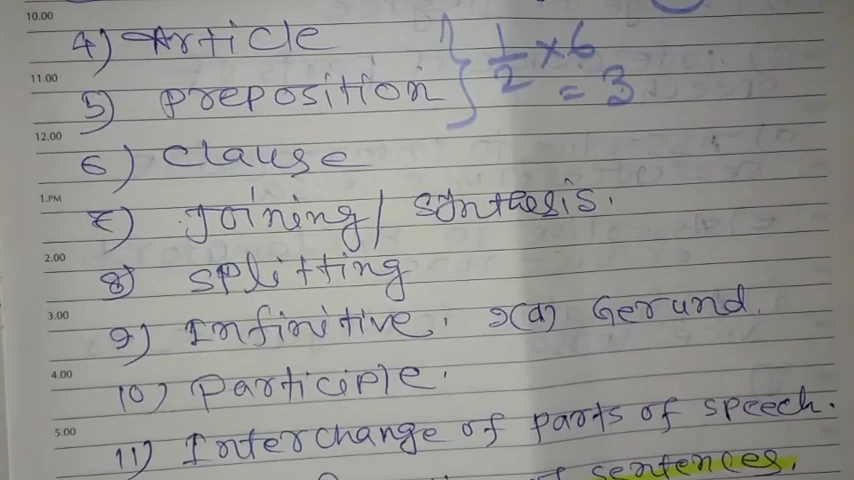 10.00
4) Article } 1/2 × 6
11.00
5) preposition = 3
12.00
6) clause
1.PM
7) Joining / synthesis.
2.00
8) splitting
3.00
9) Infinitive. 9(a) Gerund.
4.00
10) Participle.
5.00
11) Interchange of parts of speech.
sentences.